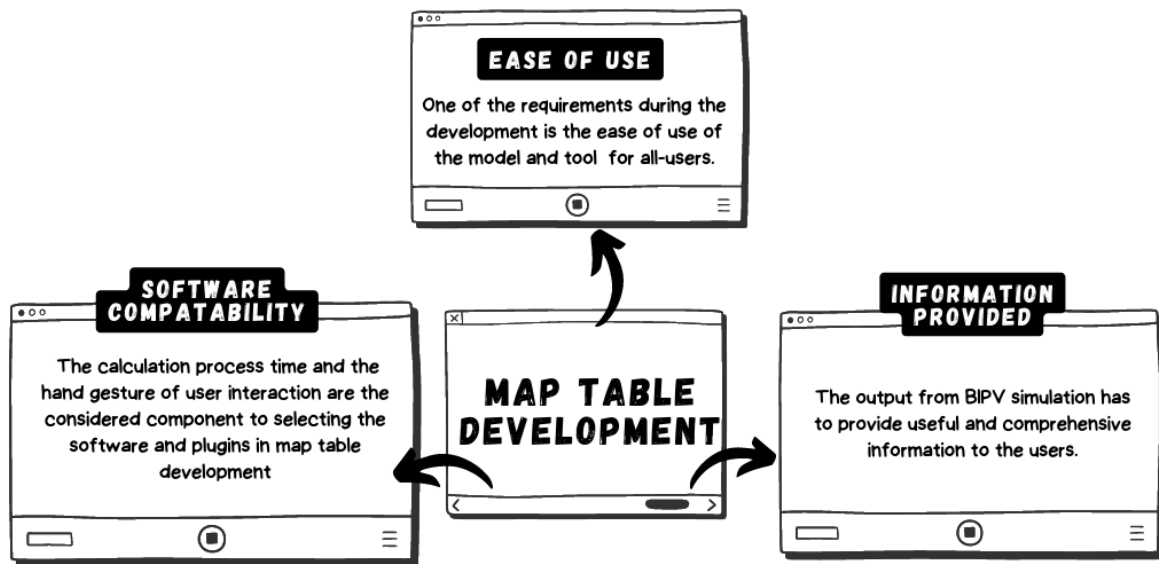 EASE OF USE
One of the requirements during the
development is the ease of use of
the model and tool for all-users.
SOFTWARE
COMPATABILITY
The calculation process time and the
hand gesture of user interaction are the
considered component to selecting the
software and plugins in map table
development
MAP TABLE
DEVELOPMENT
INFORMATION
PROVIDED
The output from BIPV simulation has
to provide useful and comprehensive
information to the users.